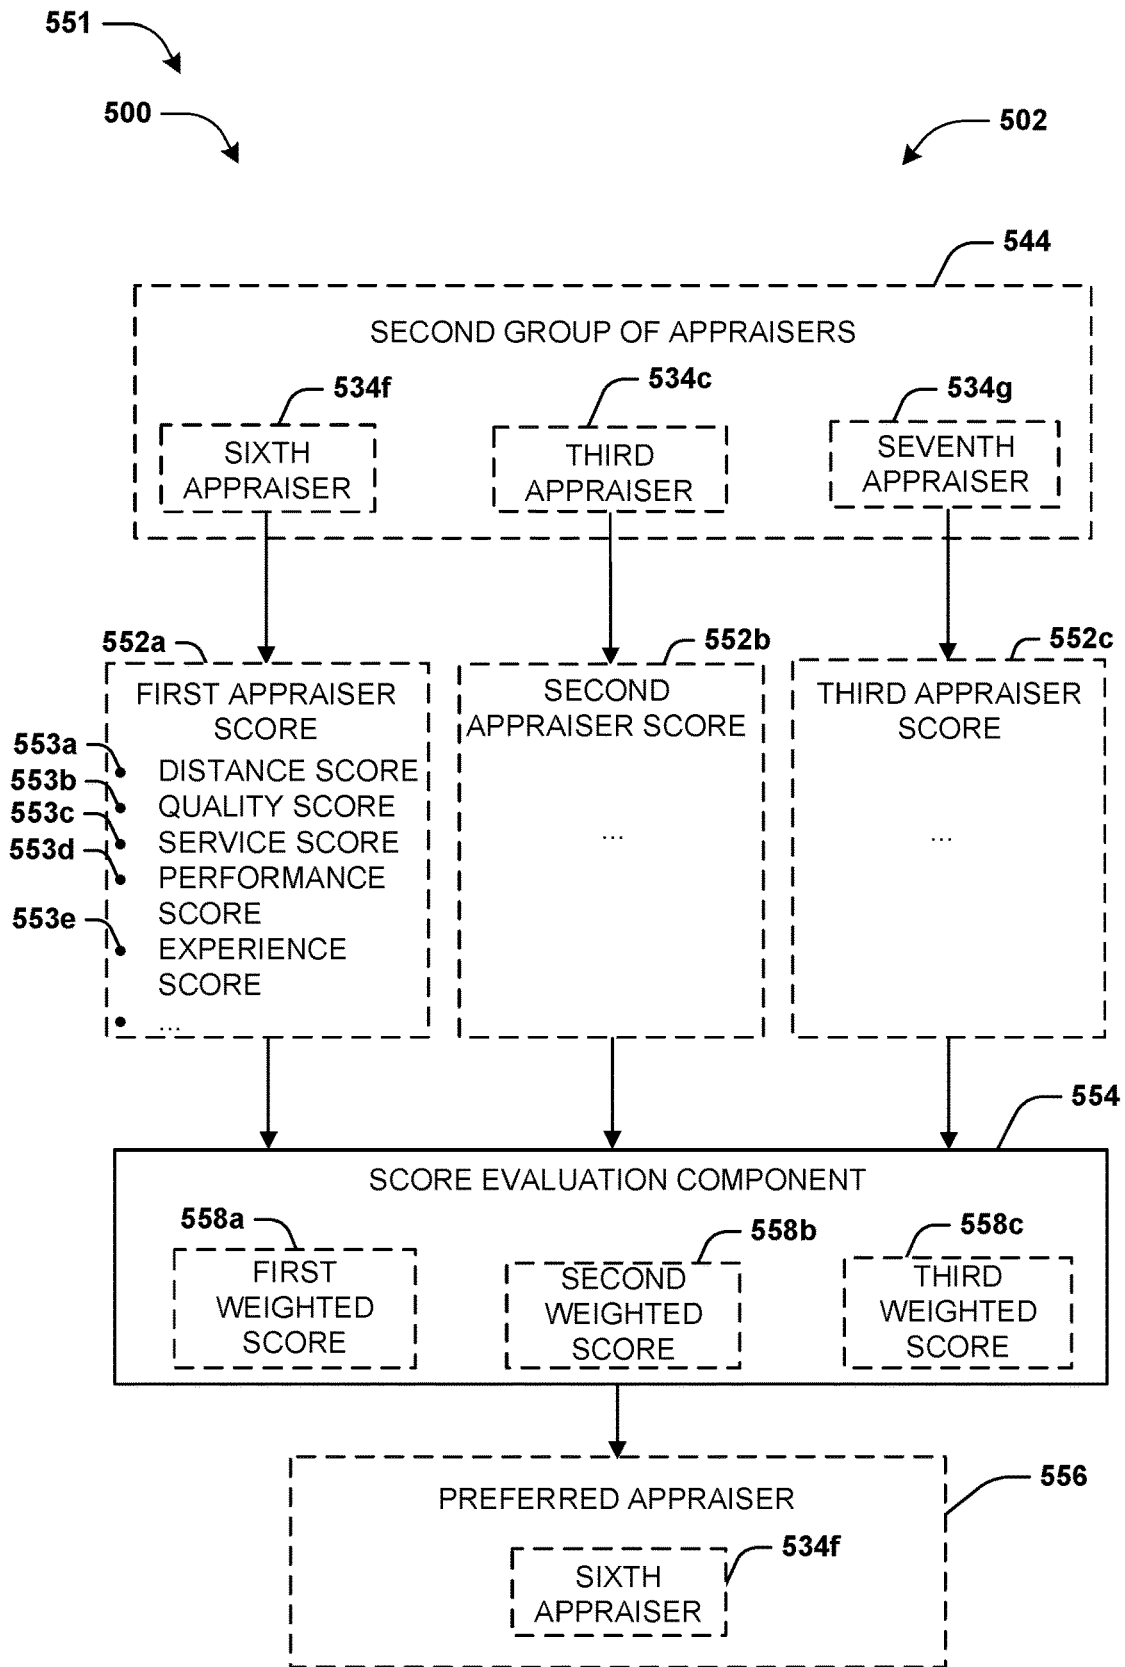 551
500
502
544
SECOND GROUP OF APPRAISERS
534f
534c
534g
SIXTH
APPRAISER
THIRD
APPRAISER
SEVENTH
APPRAISER
552a
552b
552c
FIRST APPRAISER
SCORE
553a
• DISTANCE SCORE
553b
• QUALITY SCORE
553c
• SERVICE SCORE
553d
• PERFORMANCE
SCORE
553e
• EXPERIENCE
SCORE
• ...
SECOND
APPRAISER SCORE
...
THIRD APPRAISER
SCORE
...
554
SCORE EVALUATION COMPONENT
558a
558b
558c
FIRST
WEIGHTED
SCORE
SECOND
WEIGHTED
SCORE
THIRD
WEIGHTED
SCORE
556
PREFERRED APPRAISER
534f
SIXTH
APPRAISER